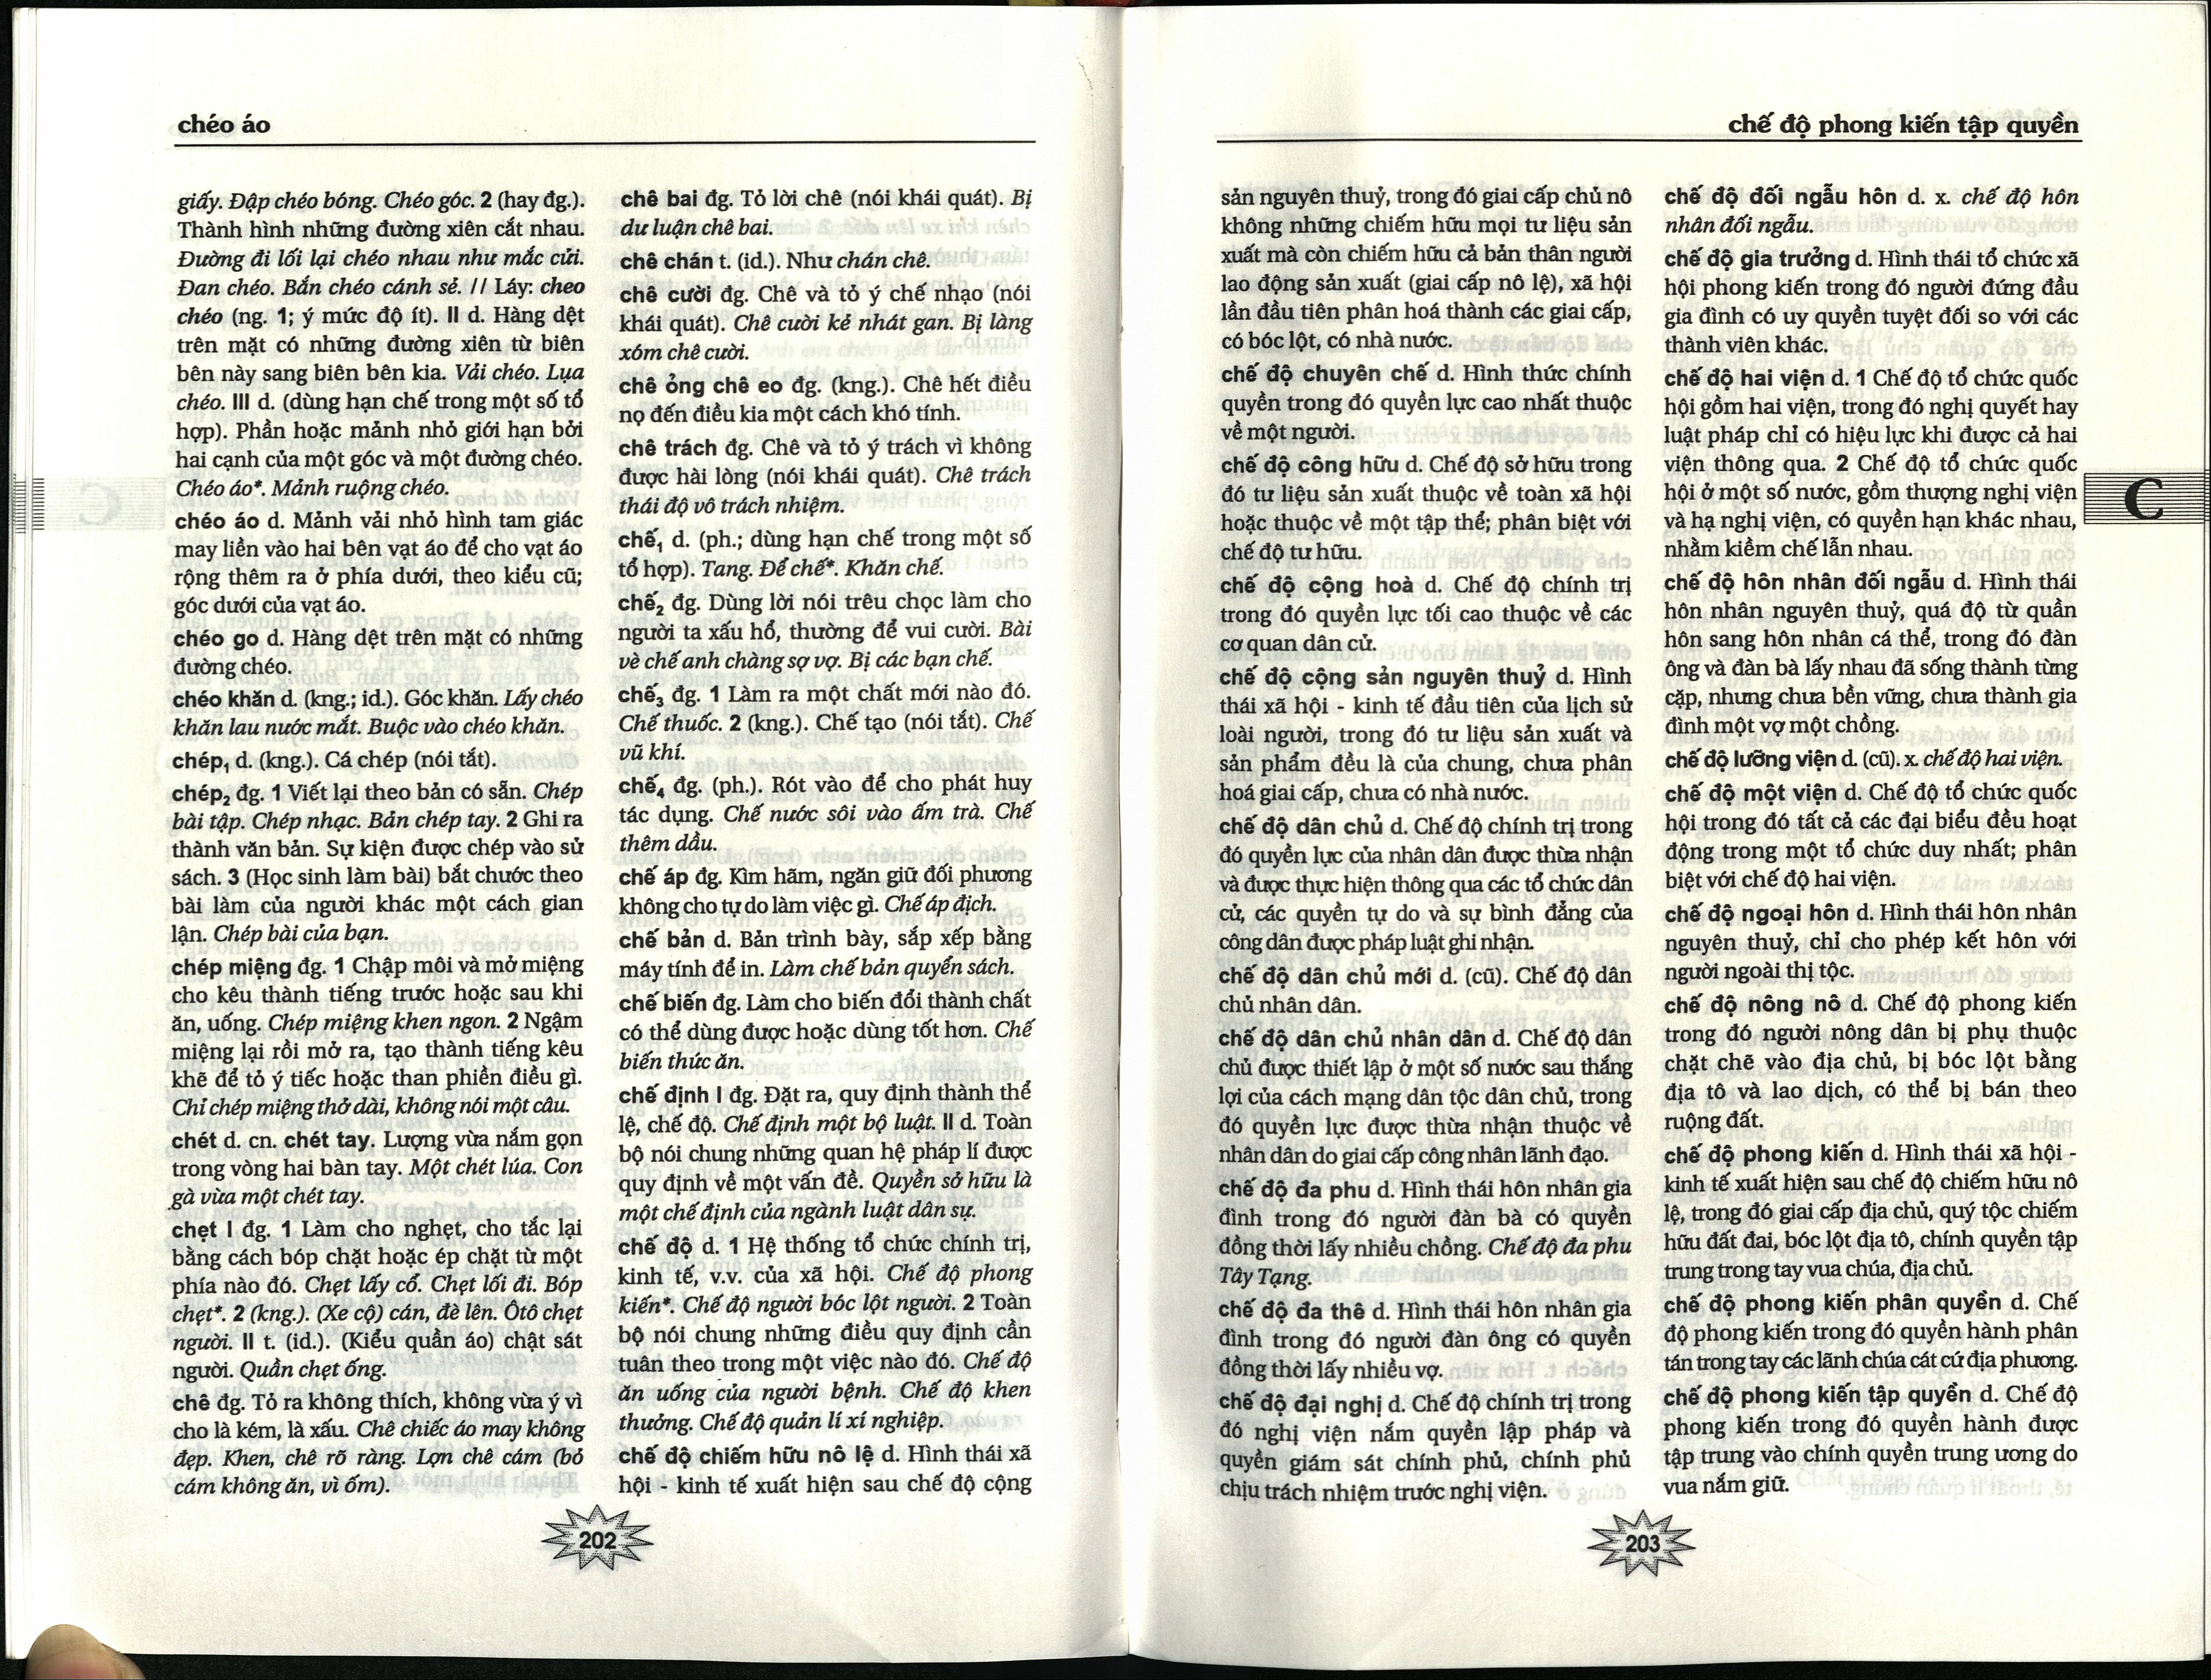 chéo áo
giấy. Đập chéo bóng. Chéo góc. 2 (hay đg.).
Thành hình những đường xiên cắt nhau.
Đường đi lối lại chéo nhau như mắc cửi.
Đan chéo. Bắn chéo cánh sẻ. // Láy: cheo
chéo (ng. 1; ý mức độ ít). II d. Hàng dệt
trên mặt có những đường xiên từ biên
bên này sang biên bên kia. Vải chéo. Lụa
chéo. III d. (dùng hạn chế trong một số tổ
hợp). Phần hoặc mảnh nhỏ giới hạn bởi
hai cạnh của một góc và một đường chéo.
Chéo áo*. Mảnh ruộng chéo.
chéo áo d. Mảnh vải nhỏ hình tam giác
may liền vào hai bên vạt áo để cho vạt áo
rộng thêm ra ở phía dưới, theo kiểu cũ;
góc dưới của vạt áo.
chéo go d. Hàng dệt trên mặt có những
đường chéo.
chéo khăn d. (kng.; id.). Góc khăn. Lấy chéo
khăn lau nước mắt. Buộc vào chéo khăn.
chép₁ d. (kng.). Cá chép (nói tắt).
chép₂ đg. 1 Viết lại theo bản có sẵn. Chép
bài tập. Chép nhạc. Bản chép tay. 2 Ghi ra
thành văn bản. Sự kiện được chép vào sử
sách. 3 (Học sinh làm bài) bắt chước theo
bài làm của người khác một cách gian
lận. Chép bài của bạn.
chép miệng đg. 1 Chập môi và mở miệng
cho kêu thành tiếng trước hoặc sau khi
ăn, uống. Chép miệng khen ngon. 2 Ngậm
miệng lại rồi mở ra, tạo thành tiếng kêu
khẽ để tỏ ý tiếc hoặc than phiền điều gì.
Chỉ chép miệng thở dài, không nói một câu.
chét d. cn. chét tay. Lượng vừa nắm gọn
trong vòng hai bàn tay. Một chét lúa. Con
gà vừa một chét tay.
chẹt I đg. 1 Làm cho nghẹt, cho tắc lại
bằng cách bóp chặt hoặc ép chặt từ một
phía nào đó. Chẹt lấy cổ. Chẹt lối đi. Bóp
chẹt*. 2 (kng.). (Xe cộ) cán, đè lên. Ôtô chẹt
người. II t. (id.). (Kiểu quần áo) chật sát
người. Quần chẹt ống.
chê đg. Tỏ ra không thích, không vừa ý vì
cho là kém, là xấu. Chê chiếc áo may không
đẹp. Khen, chê rõ ràng. Lợn chê cám (bỏ
cám không ăn, vì ốm).
chê bai đg. Tỏ lời chê (nói khái quát). Bị
dư luận chê bai.
chê chán t. (id.). Như chán chê.
chê cười đg. Chê và tỏ ý chế nhạo (nói
khái quát). Chê cười kẻ nhát gan. Bị làng
xóm chê cười.
chê ỏng chê eo đg. (kng.). Chê hết điều
nọ đến điều kia một cách khó tính.
chê trách đg. Chê và tỏ ý trách vì không
được hài lòng (nói khái quát). Chê trách
thái độ vô trách nhiệm.
chế₁ d. (ph.; dùng hạn chế trong một số
tổ hợp). Tang. Để chế*. Khăn chế.
chế₂ đg. Dùng lời nói trêu chọc làm cho
người ta xấu hổ, thường để vui cười. Bài
vè chế anh chàng sợ vợ. Bị các bạn chế.
chế₃ đg. 1 Làm ra một chất mới nào đó.
Chế thuốc. 2 (kng.). Chế tạo (nói tắt). Chế
vũ khí.
chế₄ đg. (ph.). Rót vào để cho phát huy
tác dụng. Chế nước sôi vào ấm trà. Chế
thêm dầu.
chế áp đg. Kìm hãm, ngăn giữ đối phương
không cho tự do làm việc gì. Chế áp địch.
chế bản d. Bản trình bày, sắp xếp bằng
máy tính để in. Làm chế bản quyển sách.
chế biến đg. Làm cho biến đổi thành chất
có thể dùng được hoặc dùng tốt hơn. Chế
biến thức ăn.
chế định I đg. Đặt ra, quy định thành thể
lệ, chế độ. Chế định một bộ luật. II d. Toàn
bộ nói chung những quan hệ pháp lí được
quy định về một vấn đề. Quyền sở hữu là
một chế định của ngành luật dân sự.
chế độ d. 1 Hệ thống tổ chức chính trị,
kinh tế, v.v. của xã hội. Chế độ phong
kiến*. Chế độ người bóc lột người. 2 Toàn
bộ nói chung những điều quy định cần
tuân theo trong một việc nào đó. Chế độ
ăn uống của người bệnh. Chế độ khen
thưởng. Chế độ quản lí xí nghiệp.
chế độ chiếm hữu nô lệ d. Hình thái xã
hội - kinh tế xuất hiện sau chế độ cộng
202
chế độ phong kiến tập quyền
sản nguyên thuỷ, trong đó giai cấp chủ nô
không những chiếm hữu mọi tư liệu sản
xuất mà còn chiếm hữu cả bản thân người
lao động sản xuất (giai cấp nô lệ), xã hội
lần đầu tiên phân hoá thành các giai cấp,
có bóc lột, có nhà nước.
chế độ chuyên chế d. Hình thức chính
quyền trong đó quyền lực cao nhất thuộc
về một người.
chế độ công hữu d. Chế độ sở hữu trong
đó tư liệu sản xuất thuộc về toàn xã hội
hoặc thuộc về một tập thể; phân biệt với
chế độ tư hữu.
chế độ cộng hoà d. Chế độ chính trị
trong đó quyền lực tối cao thuộc về các
cơ quan dân cử.
chế độ cộng sản nguyên thuỷ d. Hình
thái xã hội - kinh tế đầu tiên của lịch sử
loài người, trong đó tư liệu sản xuất và
sản phẩm đều là của chung, chưa phân
hoá giai cấp, chưa có nhà nước.
chế độ dân chủ d. Chế độ chính trị trong
đó quyền lực của nhân dân được thừa nhận
và được thực hiện thông qua các tổ chức dân
cử, các quyền tự do và sự bình đẳng của
công dân được pháp luật ghi nhận.
chế độ dân chủ mới d. (cũ). Chế độ dân
chủ nhân dân.
chế độ dân chủ nhân dân d. Chế độ dân
chủ được thiết lập ở một số nước sau thắng
lợi của cách mạng dân tộc dân chủ, trong
đó quyền lực được thừa nhận thuộc về
nhân dân do giai cấp công nhân lãnh đạo.
chế độ đa phu d. Hình thái hôn nhân gia
đình trong đó người đàn bà có quyền
đồng thời lấy nhiều chồng. Chế độ đa phu
Tây Tạng.
chế độ đa thê d. Hình thái hôn nhân gia
đình trong đó người đàn ông có quyền
đồng thời lấy nhiều vợ.
chế độ đại nghị d. Chế độ chính trị trong
đó nghị viện nắm quyền lập pháp và
quyền giám sát chính phủ, chính phủ
chịu trách nhiệm trước nghị viện.
chế độ đối ngẫu hôn d. x. chế độ hôn
nhân đối ngẫu.
chế độ gia trưởng d. Hình thái tổ chức xã
hội phong kiến trong đó người đứng đầu
gia đình có uy quyền tuyệt đối so với các
thành viên khác.
chế độ hai viện d. 1 Chế độ tổ chức quốc
hội gồm hai viện, trong đó nghị quyết hay
luật pháp chỉ có hiệu lực khi được cả hai
viện thông qua. 2 Chế độ tổ chức quốc
hội ở một số nước, gồm thượng nghị viện
và hạ nghị viện, có quyền hạn khác nhau,
nhằm kiềm chế lẫn nhau.
chế độ hôn nhân đối ngẫu d. Hình thái
hôn nhân nguyên thuỷ, quá độ từ quần
hôn sang hôn nhân cá thể, trong đó đàn
ông và đàn bà lấy nhau đã sống thành từng
cặp, nhưng chưa bền vững, chưa thành gia
đình một vợ một chồng.
chế độ lưỡng viện d. (cũ). x. chế độ hai viện.
chế độ một viện d. Chế độ tổ chức quốc
hội trong đó tất cả các đại biểu đều hoạt
động trong một tổ chức duy nhất; phân
biệt với chế độ hai viện.
chế độ ngoại hôn d. Hình thái hôn nhân
nguyên thuỷ, chỉ cho phép kết hôn với
người ngoài thị tộc.
chế độ nông nô d. Chế độ phong kiến
trong đó người nông dân bị phụ thuộc
chặt chẽ vào địa chủ, bị bóc lột bằng
địa tô và lao dịch, có thể bị bán theo
ruộng đất.
chế độ phong kiến d. Hình thái xã hội -
kinh tế xuất hiện sau chế độ chiếm hữu nô
lệ, trong đó giai cấp địa chủ, quý tộc chiếm
hữu đất đai, bóc lột địa tô, chính quyền tập
trung trong tay vua chúa, địa chủ.
chế độ phong kiến phân quyền d. Chế
độ phong kiến trong đó quyền hành phân
tán trong tay các lãnh chúa cát cứ địa phương.
chế độ phong kiến tập quyền d. Chế độ
phong kiến trong đó quyền hành được
tập trung vào chính quyền trung ương do
vua nắm giữ.
C
203